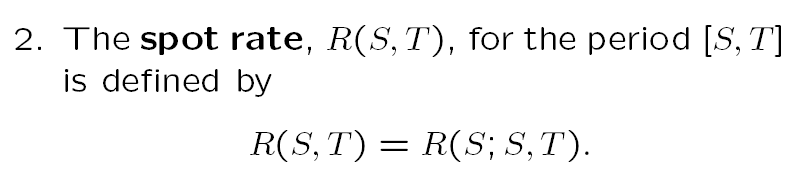 2. The spot rate, R(S, T), for the period [S, T]
is defined by
R(S, T) = R(S; S, T).